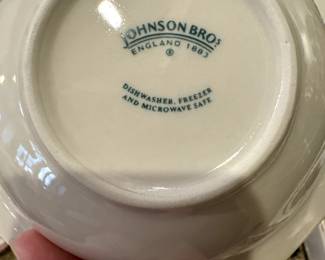 JOHNSON BROS
ENGLAND 1883
®
DISHWASHER, FREEZER
AND MICROWAVE SAFE